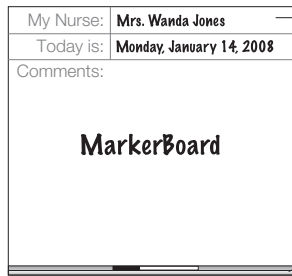 My Nurse: Mrs. Wanda Jones
Today is: Monday, January 14, 2008
Comments:
MarkerBoard